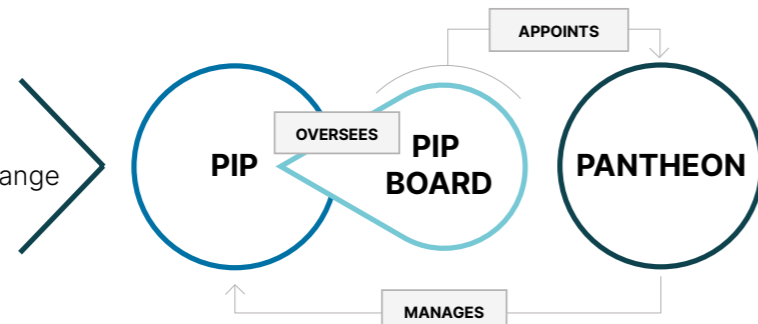 APPOINTS
OVERSEES
PIP
PIP
BOARD
PANTHEON
ange
MANAGES